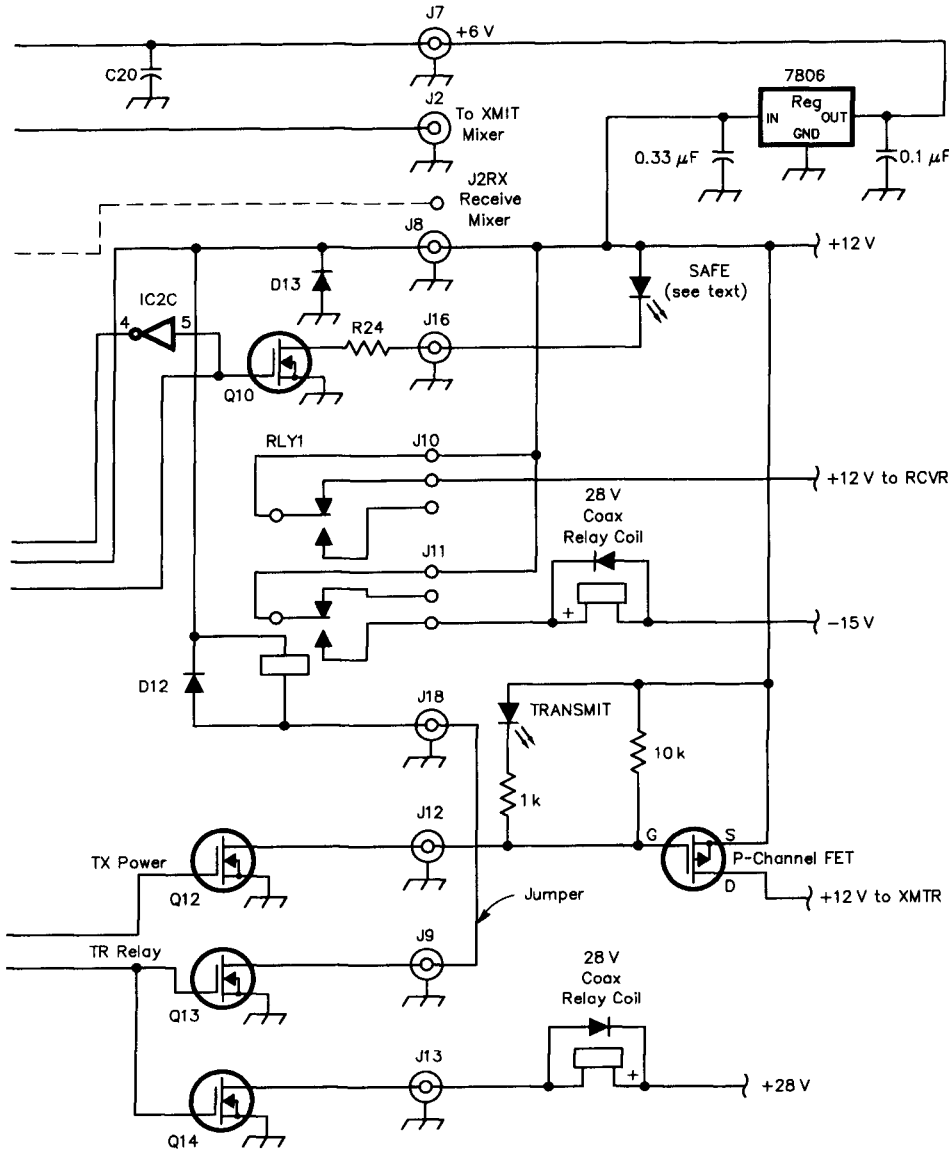 J7
+6 V
C20
7806
Reg
IN
OUT
GND
0.33 µF
0.1 µF
J2
To XMIT
Mixer
J2RX
Receive
Mixer
J8
+12 V
D13
SAFE
(see text)
IC2C
4
5
R24
J16
Q10
RLY1
J10
+12 V to RCVR
28 V
Coax
Relay Coil
J11
+
-15 V
D12
J18
TRANSMIT
10k
1k
J12
G
S
P-Channel FET
D
TX Power
Q12
+12 V to XMTR
Jumper
TR Relay
J9
Q13
28 V
Coax
Relay Coil
J13
+
+28 V
Q14